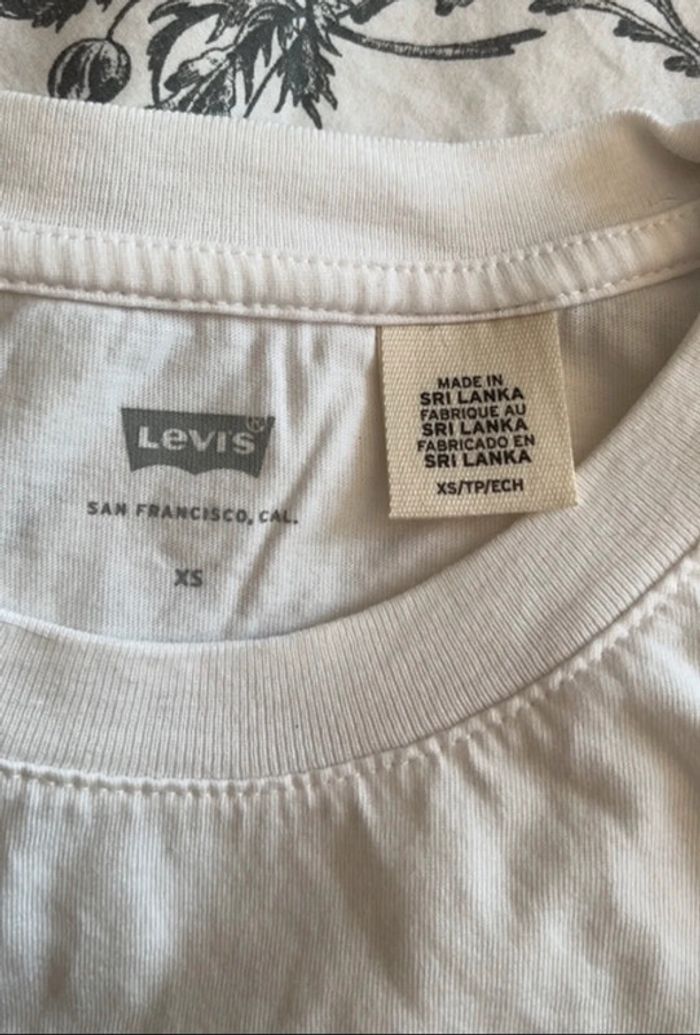 Levi's
SAN FRANCISCO, CAL.
XS
MADE IN
SRI LANKA
FABRIQUE AU
SRI LANKA
FABRICADO EN
SRI LANKA
XS/TP/ECH